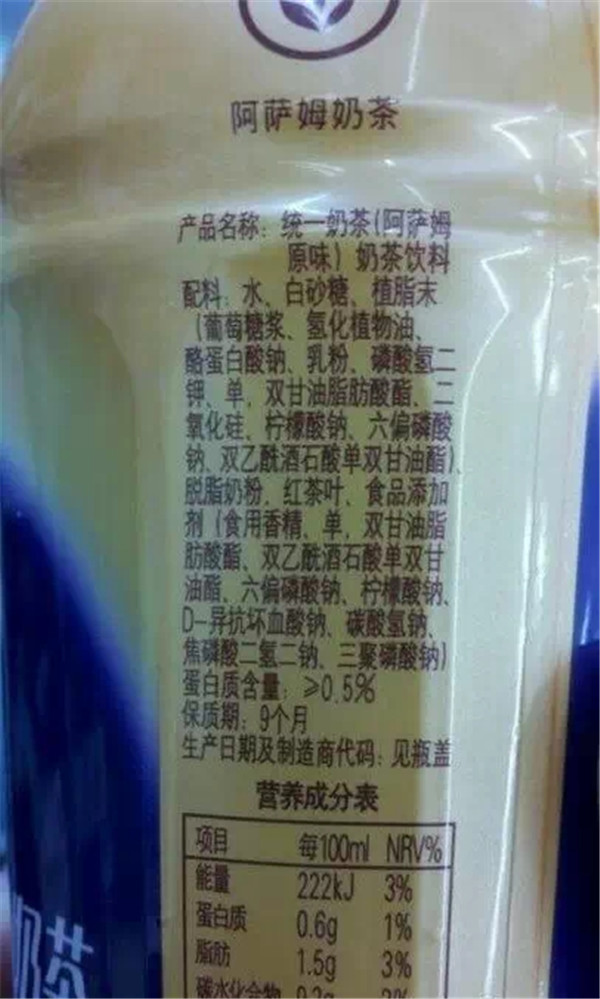 阿萨姆奶茶
产品名称：统一奶茶（阿萨姆
原味）奶茶饮料
配料：水、白砂糖、植脂末
（葡萄糖浆、氢化植物油、
酪蛋白酸钠、乳粉、磷酸氢二
钾、单，双甘油脂肪酸酯、二
氧化硅、柠檬酸钠、六偏磷酸
钠、双乙酰酒石酸单双甘油酯）、
脱脂奶粉、红茶叶、食品添加
剂（食用香精、单，双甘油脂
肪酸酯、双乙酰酒石酸单双甘
油酯、六偏磷酸钠、柠檬酸钠、
D-异抗坏血酸钠、碳酸氢钠、
焦磷酸二氢二钠、三聚磷酸钠）
蛋白质含量：≥0.5%
保质期：9个月
生产日期及制造商代码：见瓶盖
营养成分表
项目 每100ml NRV%
能量 222kJ 3%
蛋白质 0.6g 1%
脂肪 1.5g 3%
碳水化合物
奶茶